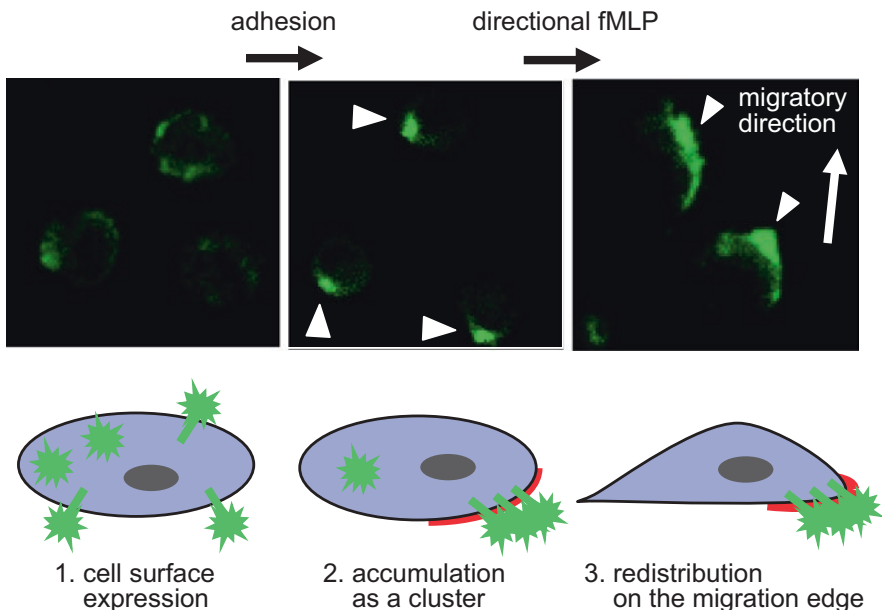 adhesion
directional fMLP
migratory
direction
1. cell surface
expression
2. accumulation
as a cluster
3. redistribution
on the migration edge